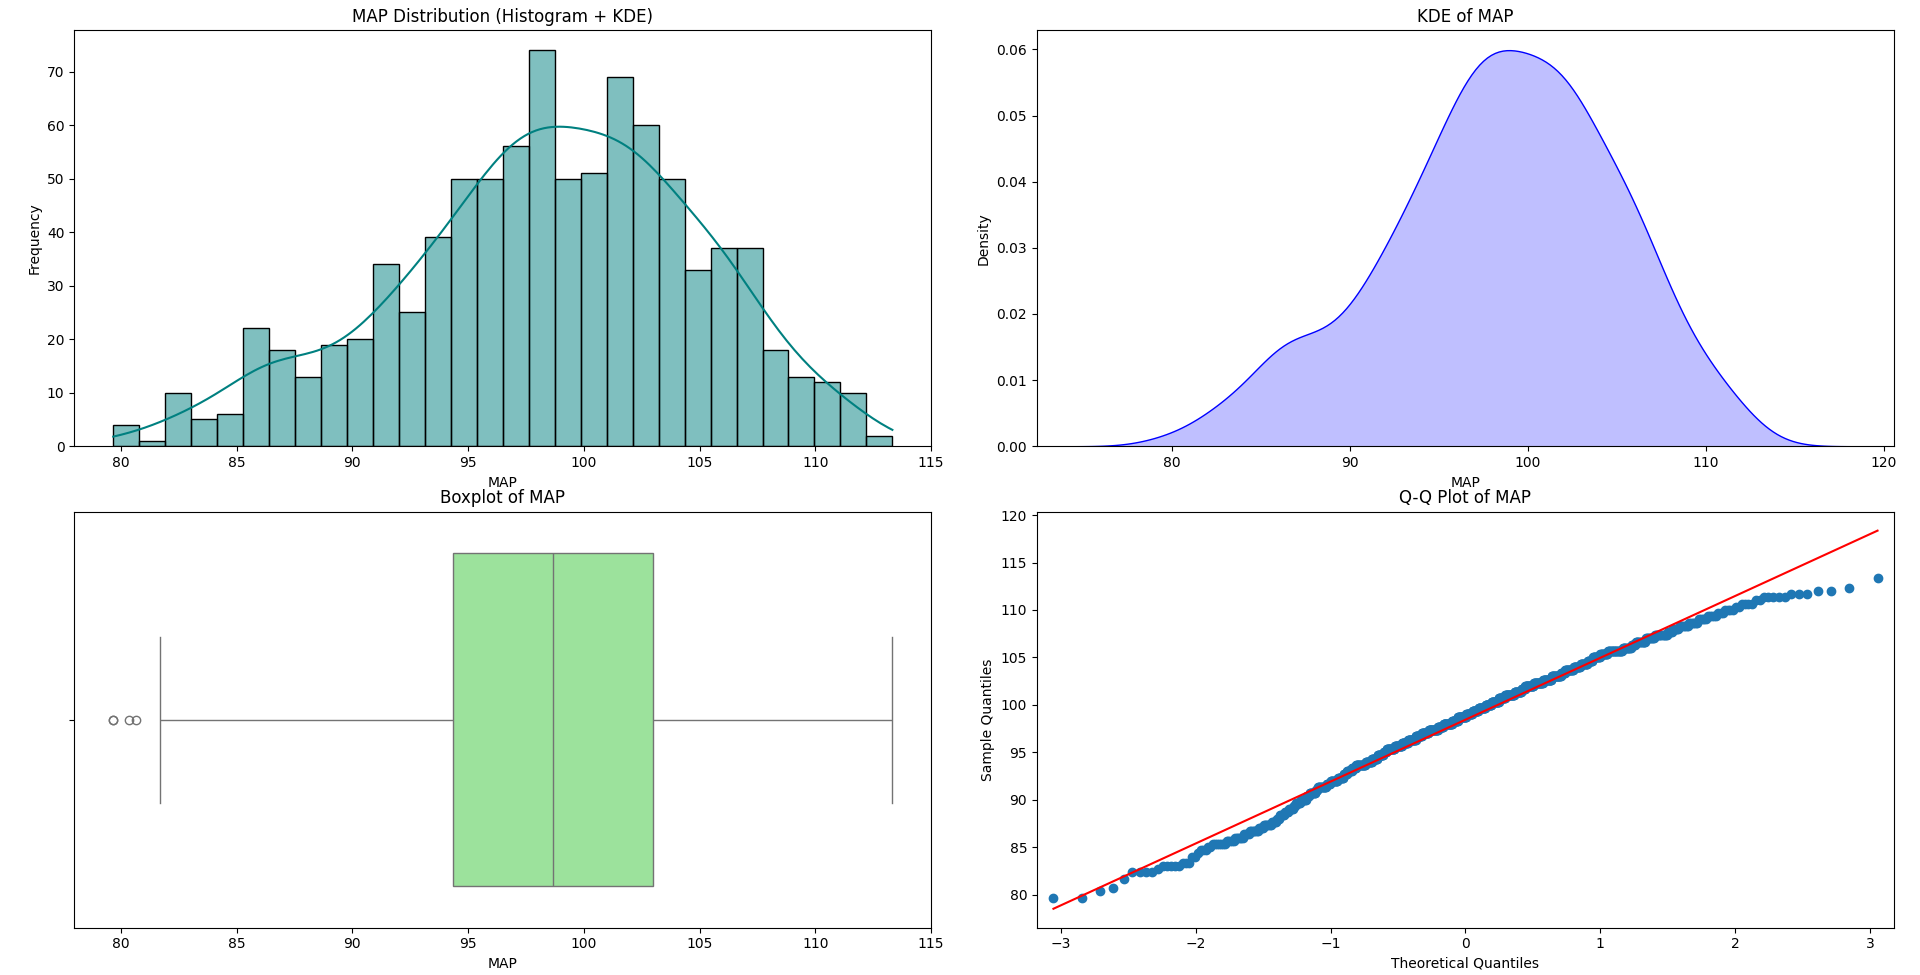 MAP Distribution (Histogram + KDE)
Frequency
70
60
50
40
30
20
10
0
80 85 90 95 100 105 110 115
MAP
KDE of MAP
Density
0.06
0.05
0.04
0.03
0.02
0.01
0.00
80 90 100 110 120
MAP
Boxplot of MAP
80 85 90 95 100 105 110 115
MAP
Q-Q Plot of MAP
Sample Quantiles
120
115
110
105
100
95
90
85
80
−3 −2 −1 0 1 2 3
Theoretical Quantiles